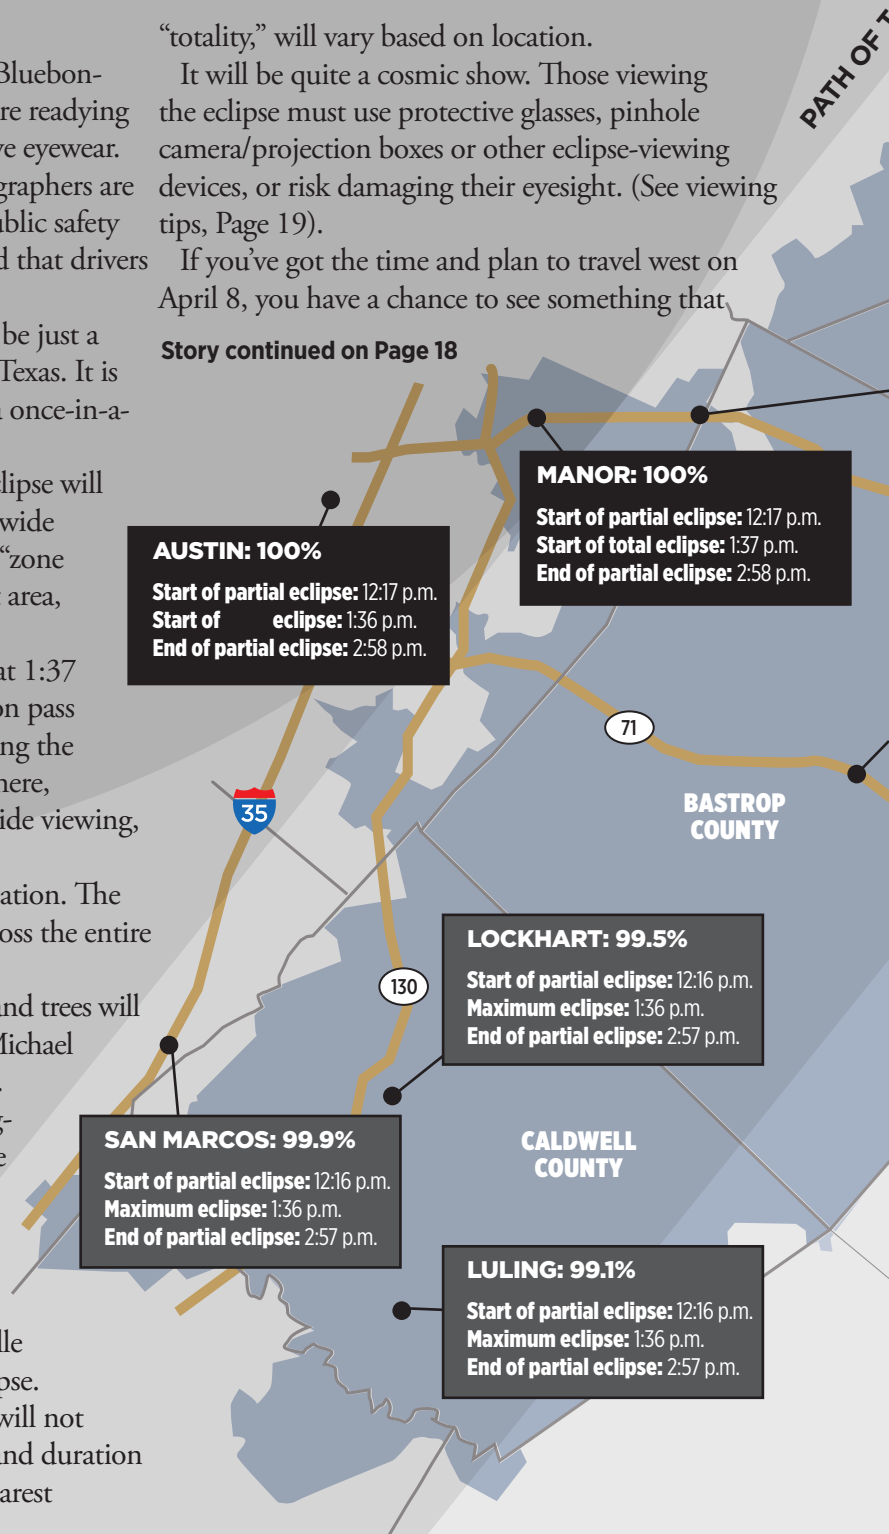 Bluebon-
re readying
ve eyewear.
graphers are
ublic safety
d that drivers
be just a
Texas. It is
a once-in-a-
clipse will
wide
“zone
t area,
at 1:37
on pass
ng the
here,
ide viewing,
ation. The
oss the entire
and trees will
Michael
g-
e
lle
pse.
will not
and duration
arest
“totality,” will vary based on location.
It will be quite a cosmic show. Those viewing
the eclipse must use protective glasses, pinhole
camera/projection boxes or other eclipse-viewing
devices, or risk damaging their eyesight. (See viewing
tips, Page 19).
If you’ve got the time and plan to travel west on
April 8, you have a chance to see something that
Story continued on Page 18
PATH OF T
MANOR: 100%
Start of partial eclipse: 12:17 p.m.
Start of total eclipse: 1:37 p.m.
End of partial eclipse: 2:58 p.m.
AUSTIN: 100%
Start of partial eclipse: 12:17 p.m.
Start of eclipse: 1:36 p.m.
End of partial eclipse: 2:58 p.m.
71
35
BASTROP
COUNTY
LOCKHART: 99.5%
Start of partial eclipse: 12:16 p.m.
Maximum eclipse: 1:36 p.m.
End of partial eclipse: 2:57 p.m.
130
SAN MARCOS: 99.9%
Start of partial eclipse: 12:16 p.m.
Maximum eclipse: 1:36 p.m.
End of partial eclipse: 2:57 p.m.
CALDWELL
COUNTY
LULING: 99.1%
Start of partial eclipse: 12:16 p.m.
Maximum eclipse: 1:36 p.m.
End of partial eclipse: 2:57 p.m.